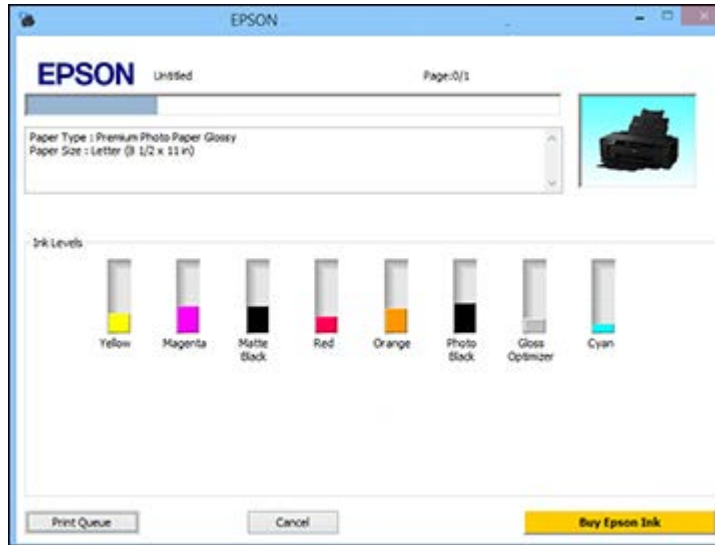 EPSON
EPSON
Untitled
Page:0/1
Paper Type : Premium Photo Paper Glossy
Paper Size : Letter (8 1/2 x 11 in)
Ink Levels
Yellow
Magenta
Matte
Black
Red
Orange
Photo
Black
Gloss
Optimizer
Cyan
Print Queue
Cancel
Buy Epson Ink